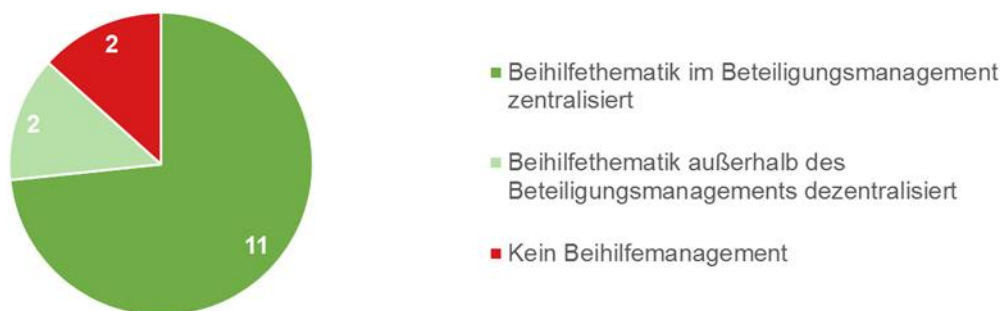 2
2
11
Beihilfethematik im Beteiligungsmanagement
zentralisiert
Beihilfethematik außerhalb des
Beteiligungsmanagements dezentralisiert
Kein Beihilfemanagement